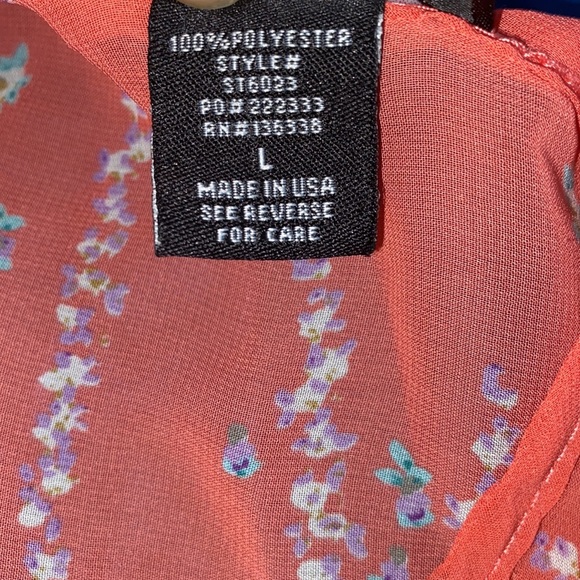 100%POLYESTER
STYLE#
ST6023
PO#222333
RN#136338
L
MADE IN USA
SEE REVERSE
FOR CARE